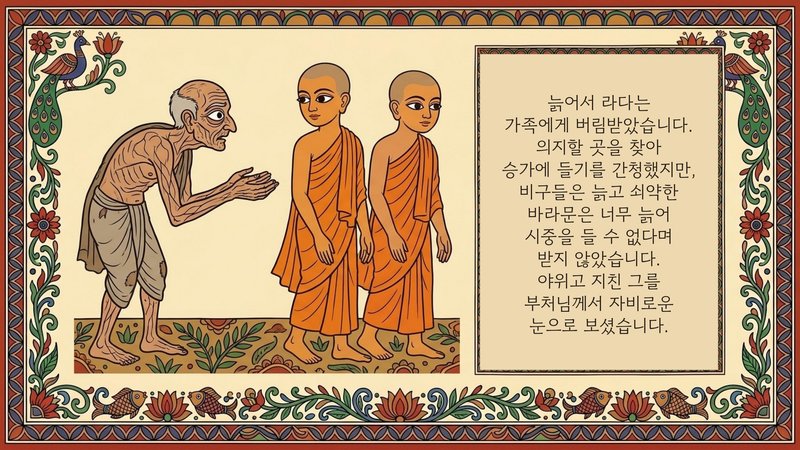 늙어서 라다는
가족에게 버림받았습니다.
의지할 곳을 찾아
승가에 들기를 간청했지만,
비구들은 늙고 쇠약한
바라문은 너무 늙어
시중을 들 수 없다며
받지 않았습니다.
야위고 지친 그를
부처님께서 자비로운
눈으로 보셨습니다.